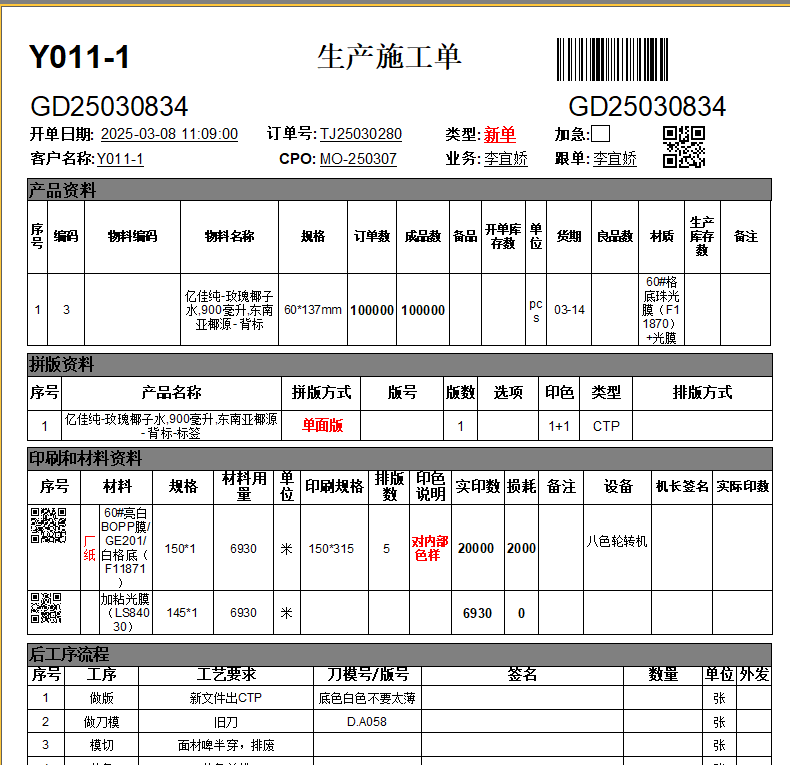 Y011-1 生产施工单
GD25030834 GD25030834
开单日期: 2025-03-08 11:09:00 订单号: TJ25030280 类型: 新单 加急:
客户名称: Y011-1 CPO: MO-250307 业务: 李宜娇 跟单: 李宜娇
产品资料
序号 编码 物料编码 物料名称 规格 订单数 成品数 备品 开单库存数 单位 货期 良品数 材质 生产库存数 备注
1 3 亿佳纯-玫瑰椰子水,900毫升,东南亚椰源-背标 60*137mm 100000 100000 pcs 03-14 60#格底珠光膜（F11870）+光膜
拼版资料
序号 产品名称 拼版方式 版号 版数 选项 印色 类型 排版方式
1 亿佳纯-玫瑰椰子水,900毫升,东南亚椰源-背标-标签 单面版 1 1+1 CTP
印刷和材料资料
序号 材料 规格 材料用量 单位 印刷规格 排版数 印色说明 实印数 损耗 备注 设备 机长签名 实际印数
厂纸 60#亮白BOPP膜/GE201/白格底（F11871） 150*1 6930 米 150*315 5 对内部色样 20000 2000 八色轮转机
加粘光膜（LS84030） 145*1 6930 米 6930 0
后工序流程
序号 工序 工艺要求 刀模号/版号 签名 数量 单位 外发
1 做版 新文件出CTP 底色白色不要太薄 张
2 做刀模 旧刀 D.A058 张
3 模切 面材啤半穿，排废 张